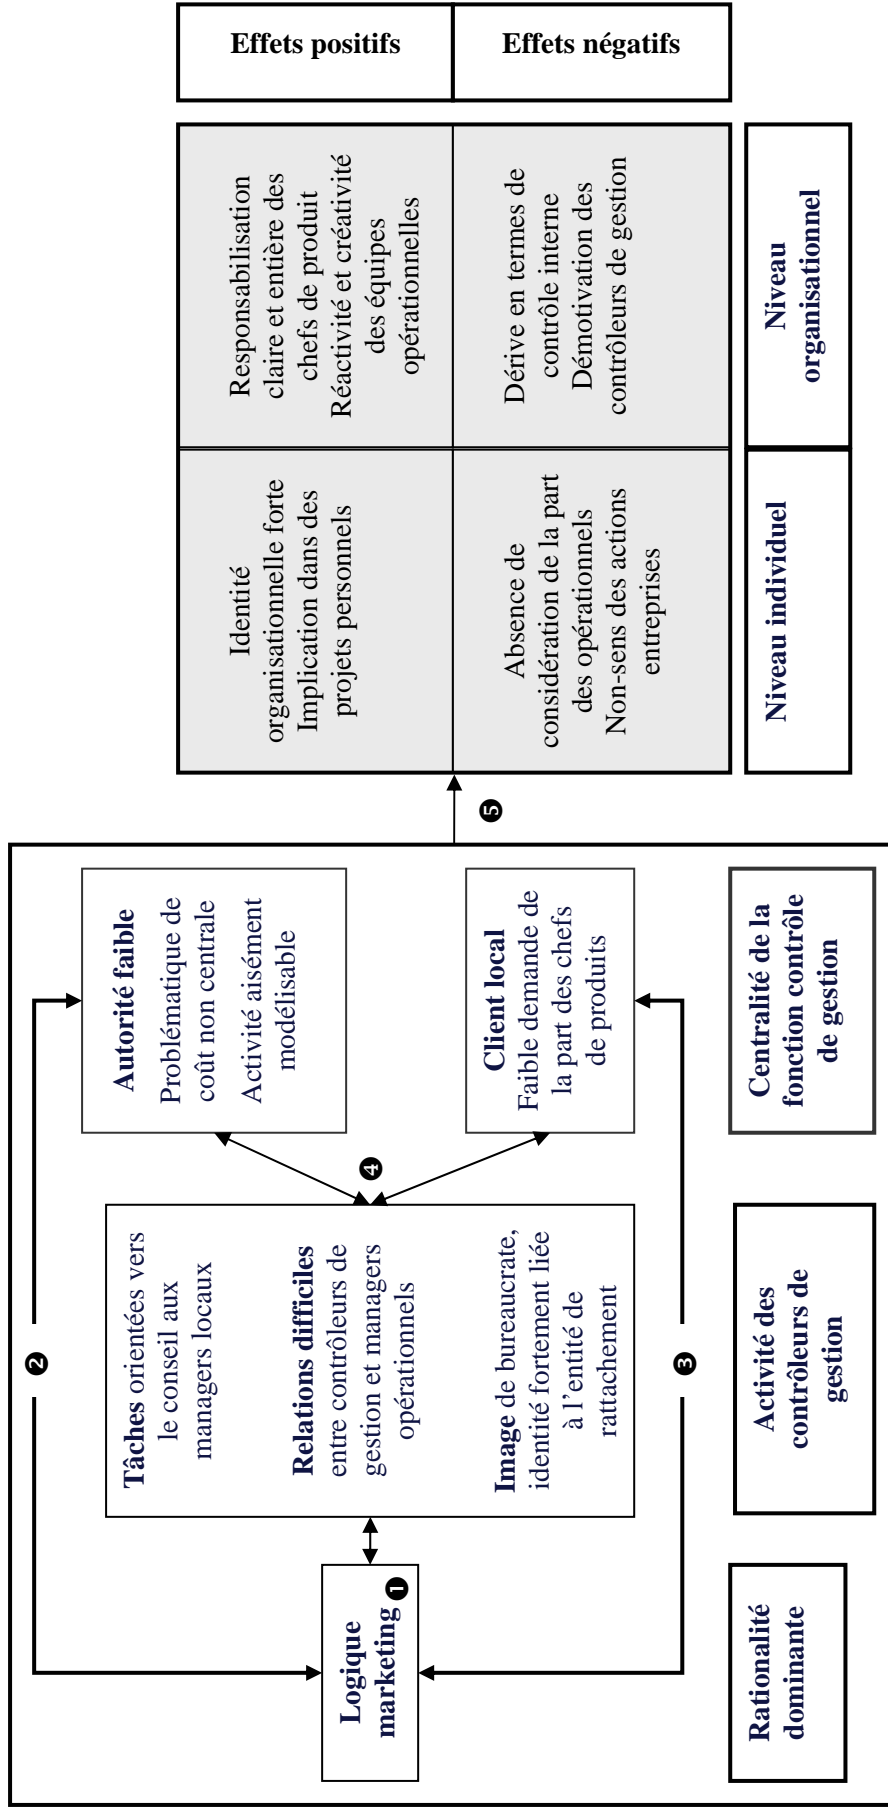 ❷
Logique
marketing ❶
Tâches orientées vers
le conseil aux
managers locaux
Relations difficiles
entre contrôleurs de
gestion et managers
opérationnels
Image de bureaucrate,
identité fortement liée
à l’entité de
rattachement
❹
Autorité faible
Problématique de
coût non centrale
Activité aisément
modélisable
Client local
Faible demande de
la part des chefs
de produits
❸
Rationalité
dominante
Activité des
contrôleurs de
gestion
Centralité de la
fonction contrôle
de gestion
❺
Identité
organisationnelle forte
Implication dans des
projets personnels
Responsabilisation
claire et entière des
chefs de produit
Réactivité et créativité
des équipes
opérationnelles
Effets positifs
Absence de
considération de la part
des opérationnels
Non-sens des actions
entreprises
Dérive en termes de
contrôle interne
Démotivation des
contrôleurs de gestion
Effets négatifs
Niveau individuel
Niveau
organisationnel